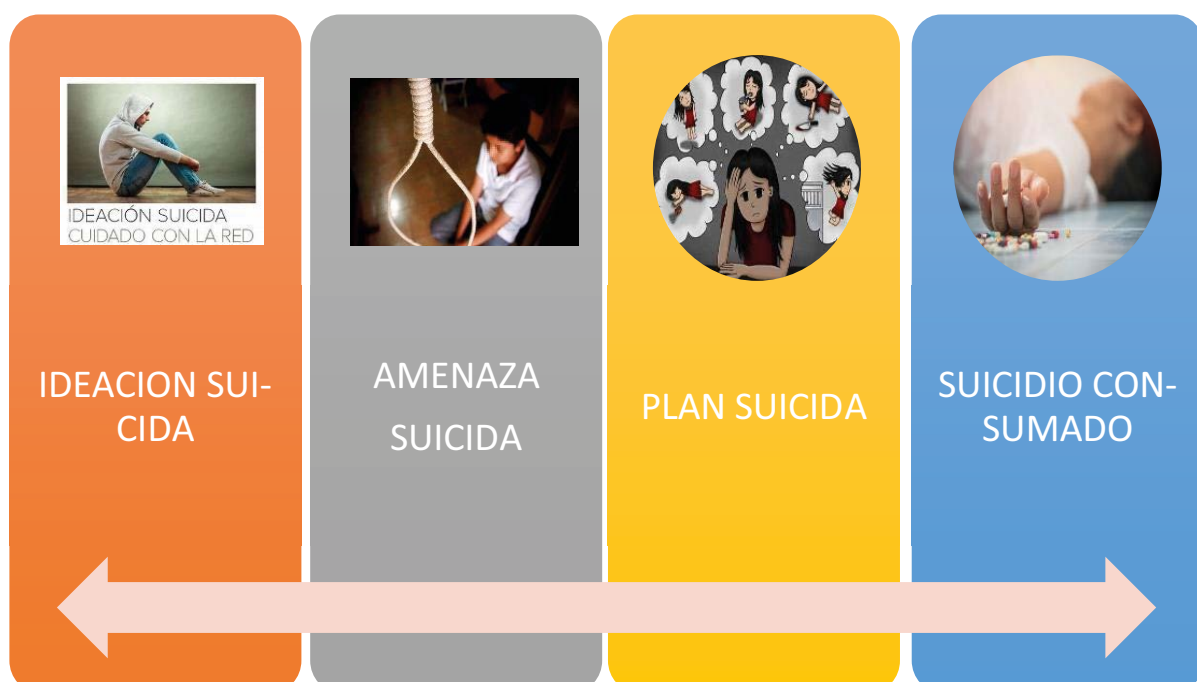 IDEACIÓN SUICIDA
CUIDADO CON LA RED
IDEACION SUI-
CIDA
AMENAZA
SUICIDA
PLAN SUICIDA
SUICIDIO CON-
SUMADO